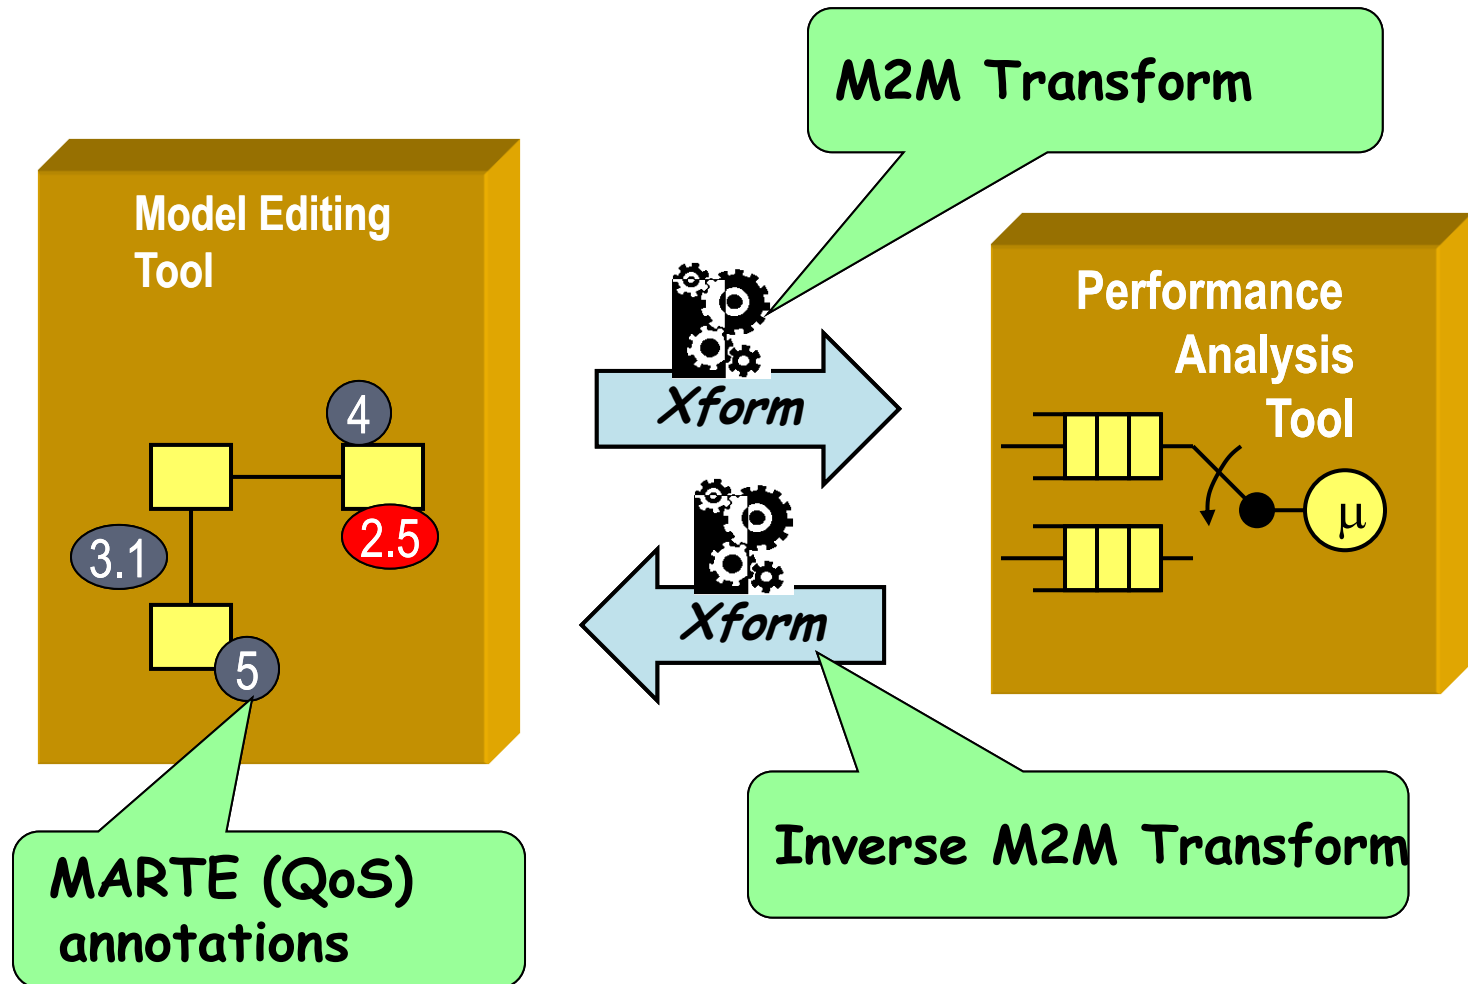 M2M Transform
Model Editing
Tool
Performance
Analysis
Tool
Xform
4
2.5
3.1
5
µ
Xform
Inverse M2M Transform
MARTE (QoS)
annotations